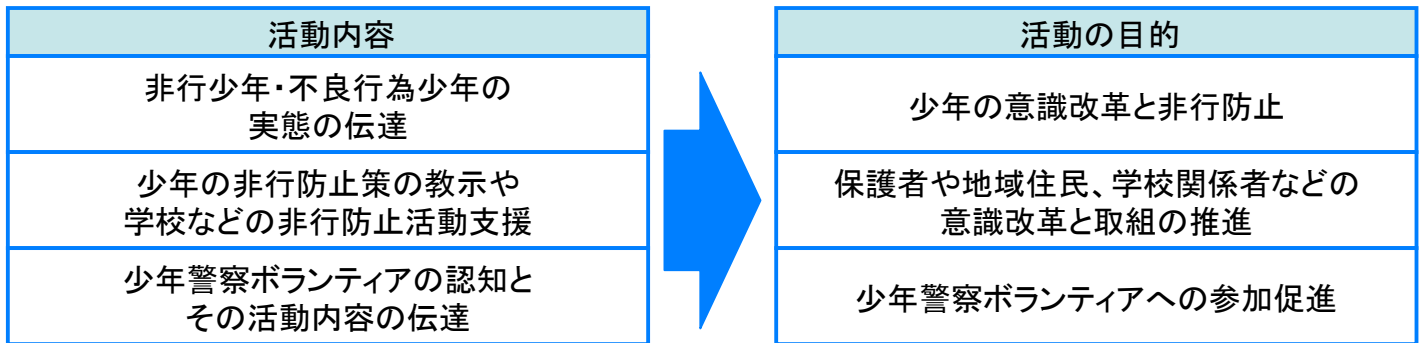 活動内容
非行少年・不良行為少年の
実態の伝達
少年の非行防止策の教示や
学校などの非行防止活動支援
少年警察ボランティアの認知と
その活動内容の伝達
活動の目的
少年の意識改革と非行防止
保護者や地域住民、学校関係者などの
意識改革と取組の推進
少年警察ボランティアへの参加促進